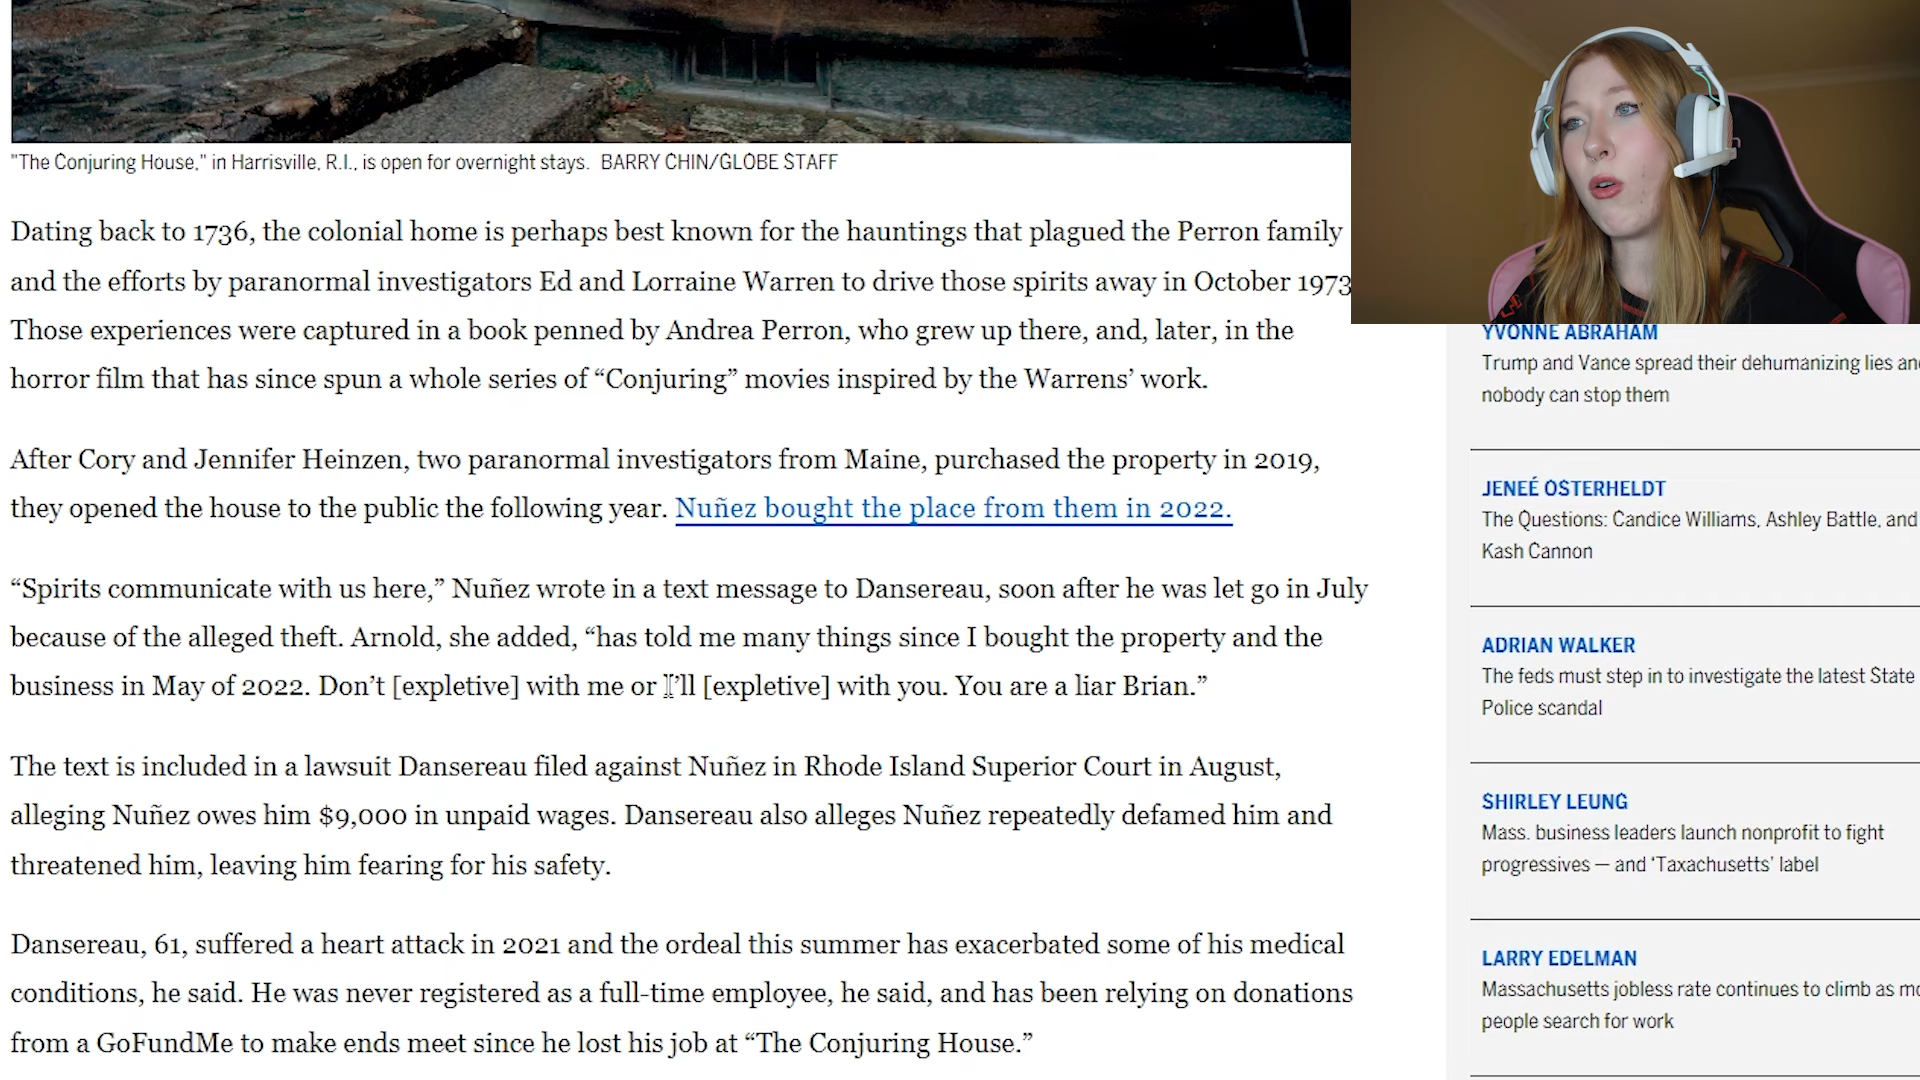 "The Conjuring House," in Harrisville, R.I., is open for overnight stays. BARRY CHIN/GLOBE STAFF
Dating back to 1736, the colonial home is perhaps best known for the hauntings that plagued the Perron family
and the efforts by paranormal investigators Ed and Lorraine Warren to drive those spirits away in October 1973
Those experiences were captured in a book penned by Andrea Perron, who grew up there, and, later, in the
horror film that has since spun a whole series of “Conjuring” movies inspired by the Warrens’ work.
After Cory and Jennifer Heinzen, two paranormal investigators from Maine, purchased the property in 2019,
they opened the house to the public the following year. Nuñez bought the place from them in 2022.
“Spirits communicate with us here,” Nuñez wrote in a text message to Dansereau, soon after he was let go in July
because of the alleged theft. Arnold, she added, “has told me many things since I bought the property and the
business in May of 2022. Don’t [expletive] with me or I’ll [expletive] with you. You are a liar Brian.”
The text is included in a lawsuit Dansereau filed against Nuñez in Rhode Island Superior Court in August,
alleging Nuñez owes him $9,000 in unpaid wages. Dansereau also alleges Nuñez repeatedly defamed him and
threatened him, leaving him fearing for his safety.
Dansereau, 61, suffered a heart attack in 2021 and the ordeal this summer has exacerbated some of his medical
conditions, he said. He was never registered as a full-time employee, he said, and has been relying on donations
from a GoFundMe to make ends meet since he lost his job at “The Conjuring House.”
YVONNE ABRAHAM
Trump and Vance spread their dehumanizing lies and
nobody can stop them
JENEÉ OSTERHELDT
The Questions: Candice Williams, Ashley Battle, and
Kash Cannon
ADRIAN WALKER
The feds must step in to investigate the latest State
Police scandal
SHIRLEY LEUNG
Mass. business leaders launch nonprofit to fight
progressives — and ‘Taxachusetts’ label
LARRY EDELMAN
Massachusetts jobless rate continues to climb as
people search for work